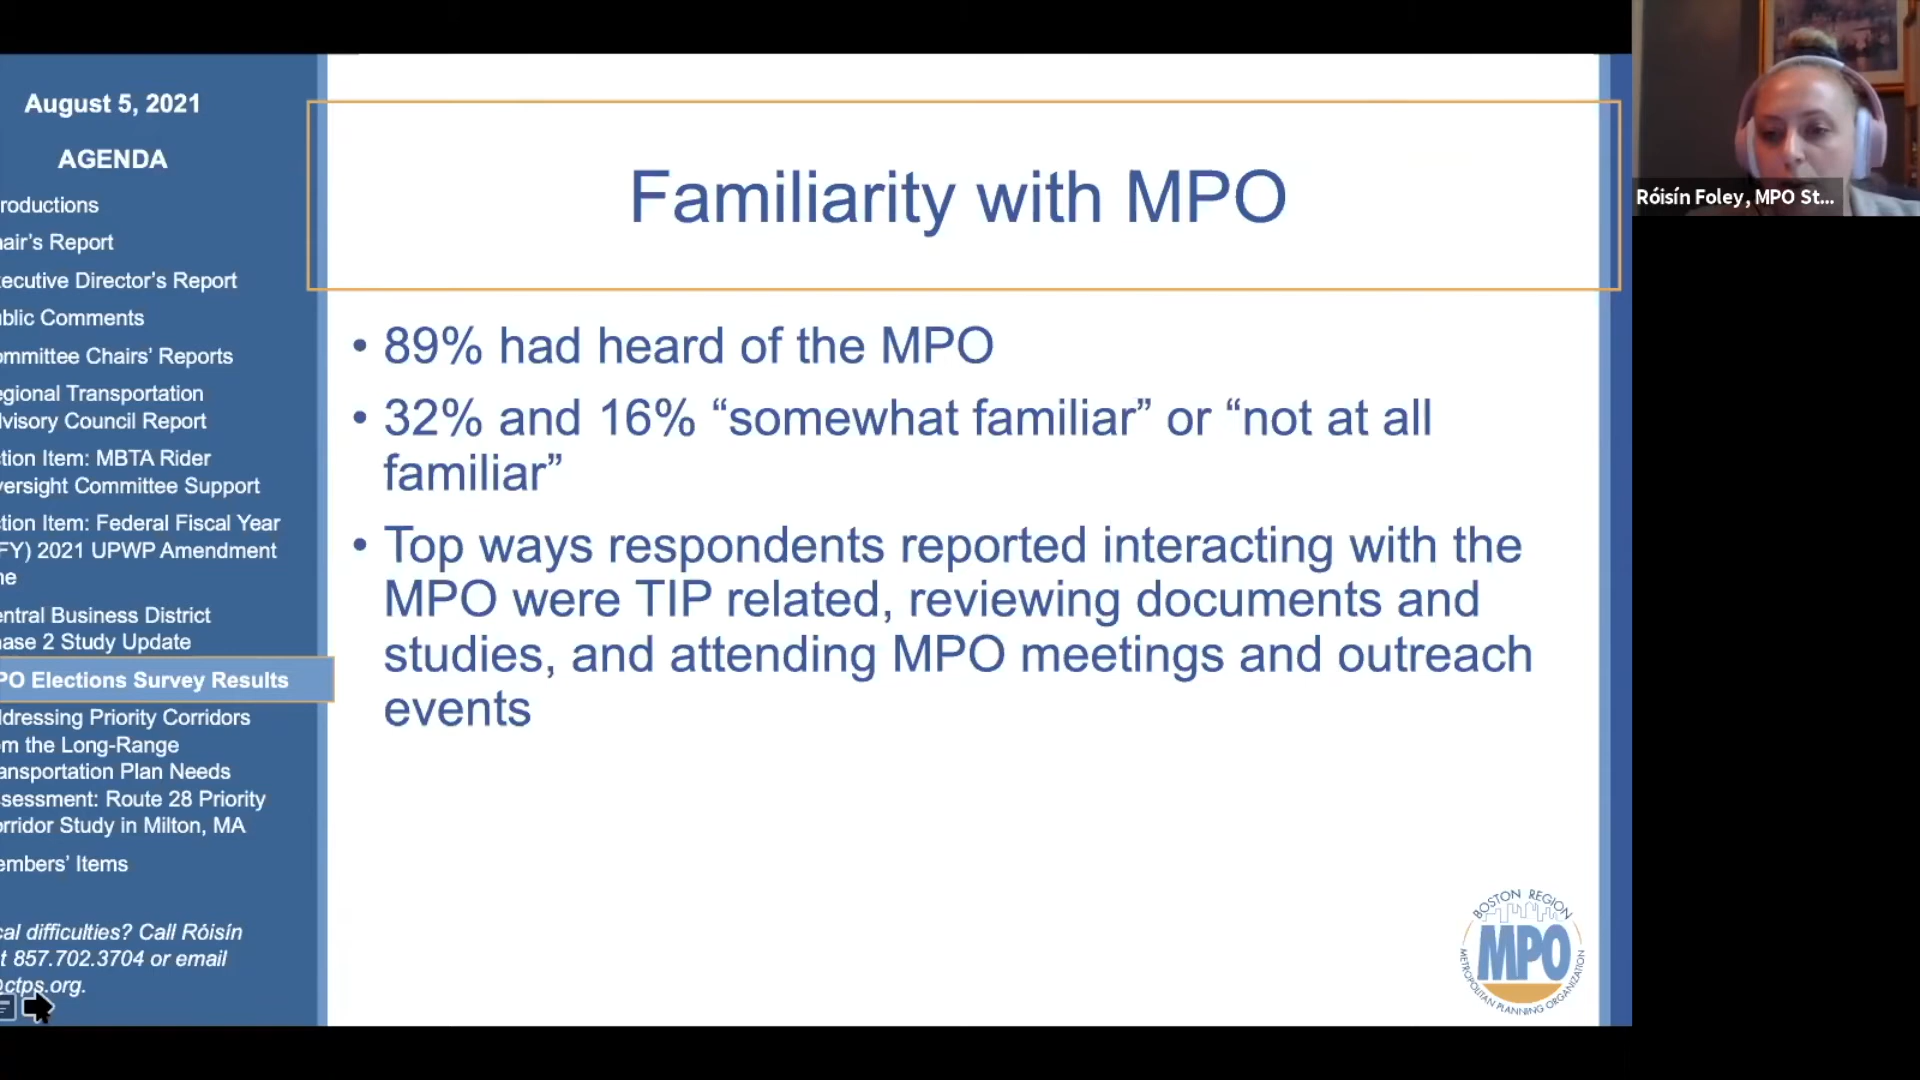 August 5, 2021
AGENDA
roductions
air's Report
ecutive Director's Report
blic Comments
ommittee Chairs' Reports
egional Transportation
lvisory Council Report
tion Item: MBTA Rider
versight Committee Support
tion Item: Federal Fiscal Year
FY) 2021 UPWP Amendment
ne
entral Business District
ase 2 Study Update
PO Elections Survey Results
ldressing Priority Corridors
om the Long-Range
ansportation Plan Needs
sessment: Route 28 Priority
orridor Study in Milton, MA
embers' Items
cal difficulties? Call Róisín
t 857.702.3704 or email
@ctps.org.
Familiarity with MPO
• 89% had heard of the MPO
• 32% and 16% “somewhat familiar” or “not at all
familiar”
• Top ways respondents reported interacting with the
MPO were TIP related, reviewing documents and
studies, and attending MPO meetings and outreach
events
BOSTON REGION
MPO
METROPOLITAN PLANNING ORGANIZATION
Róisín Foley, MPO St...